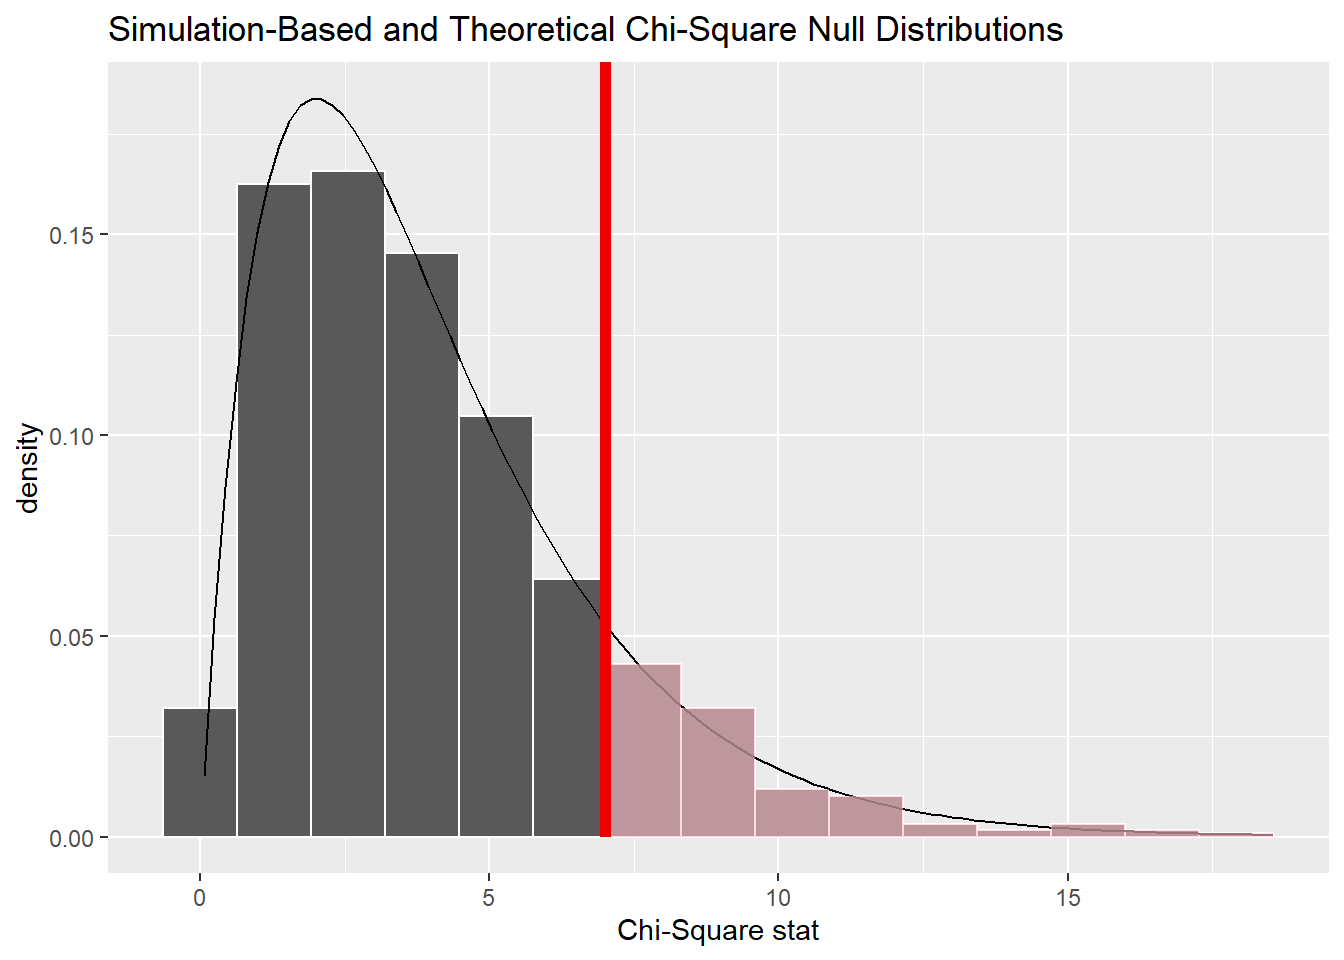 Simulation-Based and Theoretical Chi-Square Null Distributions
density
0.15
0.10
0.05
0.00
0 5 10 15
Chi-Square stat